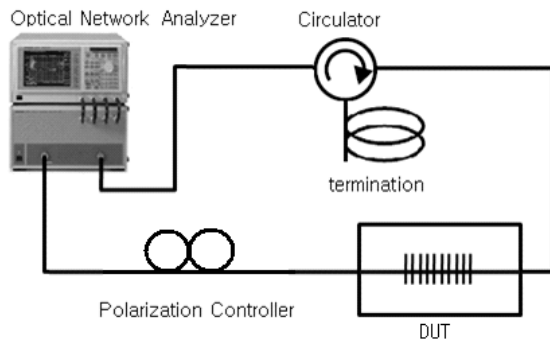 Optical Network Analyzer
Circulator
termination
Polarization Controller
DUT